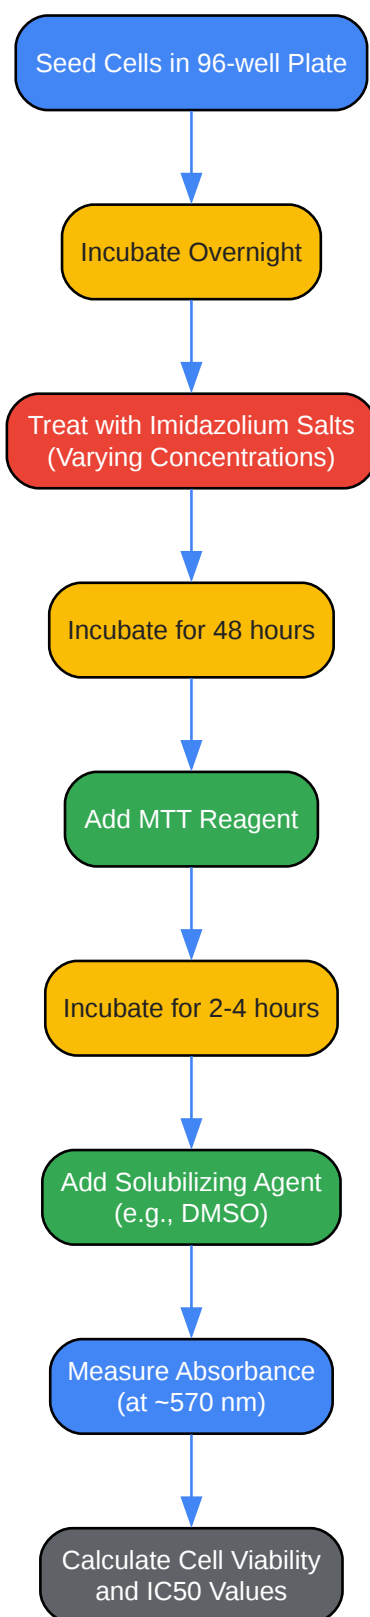 Seed Cells in 96-well Plate
Incubate Overnight
Treat with Imidazolium Salts
(Varying Concentrations)
Incubate for 48 hours
Add MTT Reagent
Incubate for 2-4 hours
Add Solubilizing Agent
(e.g., DMSO)
Measure Absorbance
(at ~570 nm)
Calculate Cell Viability
and IC50 Values